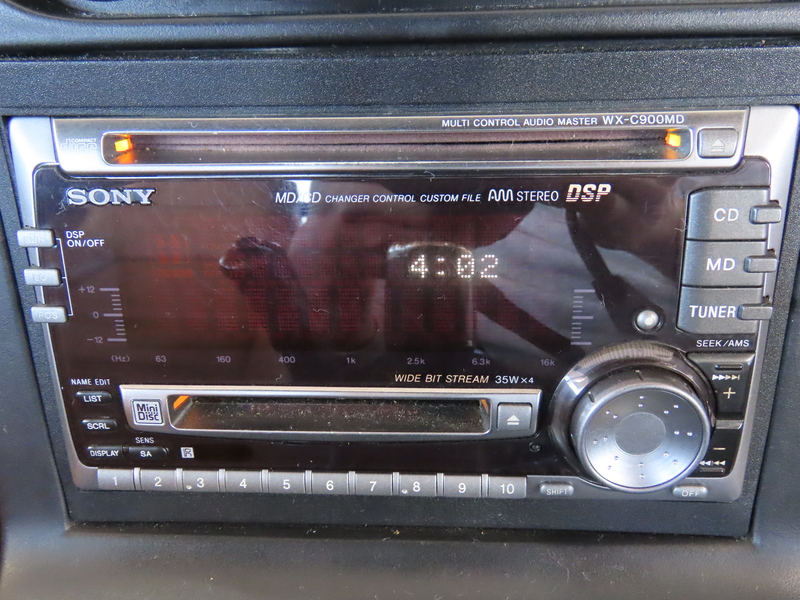 MULTI CONTROL AUDIO MASTER WX-C900MD
COMPACT
SONY
MD/CD CHANGER CONTROL CUSTOM FILE AM STEREO DSP
DSP
ON/OFF
CD
4:02
MD
+12
0
-12
TUNER
SEEK/AMS
(Hz) 63 160 400 1k 2.5k 6.3k 16k
WIDE BIT STREAM 35W×4
NAME EDIT
LIST
Mini
Disc
+
SCRL
SENS
DISPLAY SA
R
-
1 2 3 4 5 6 7 8 9 10 SHIFT OFF